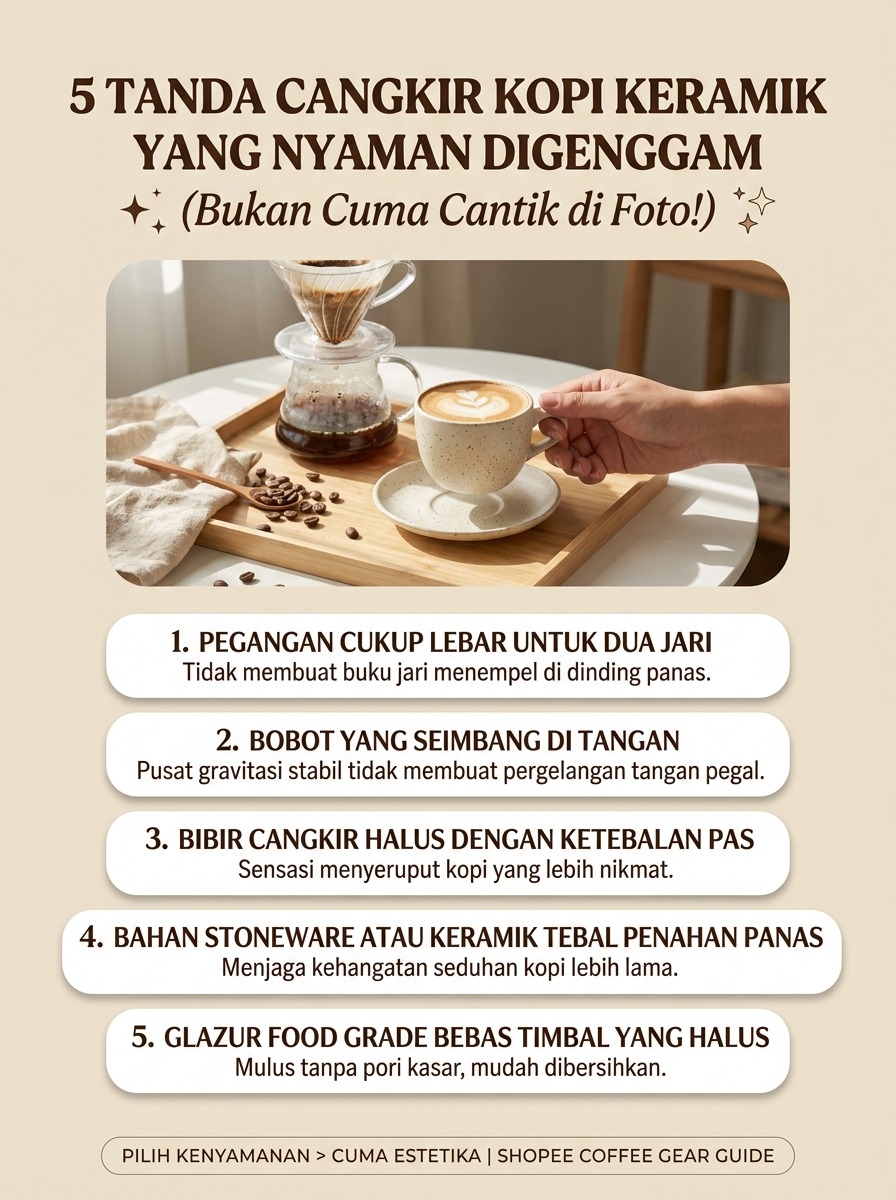 5 TANDA CANGKIR KOPI KERAMIK
YANG NYAMAN DIGENGGAM
(Bukan Cuma Cantik di Foto!)
1. PEGANGAN CUKUP LEBAR UNTUK DUA JARI
Tidak membuat buku jari menempel di dinding panas.
2. BOBOT YANG SEIMBANG DI TANGAN
Pusat gravitasi stabil tidak membuat pergelangan tangan pegal.
3. BIBIR CANGKIR HALUS DENGAN KETEBALAN PAS
Sensasi menyeruput kopi yang lebih nikmat.
4. BAHAN STONEWARE ATAU KERAMIK TEBAL PENAHAN PANAS
Menjaga kehangatan seduhan kopi lebih lama.
5. GLAZUR FOOD GRADE BEBAS TIMBAL YANG HALUS
Mulus tanpa pori kasar, mudah dibersihkan.
PILIH KENYAMANAN > CUMA ESTETIKA | SHOPEE COFFEE GEAR GUIDE